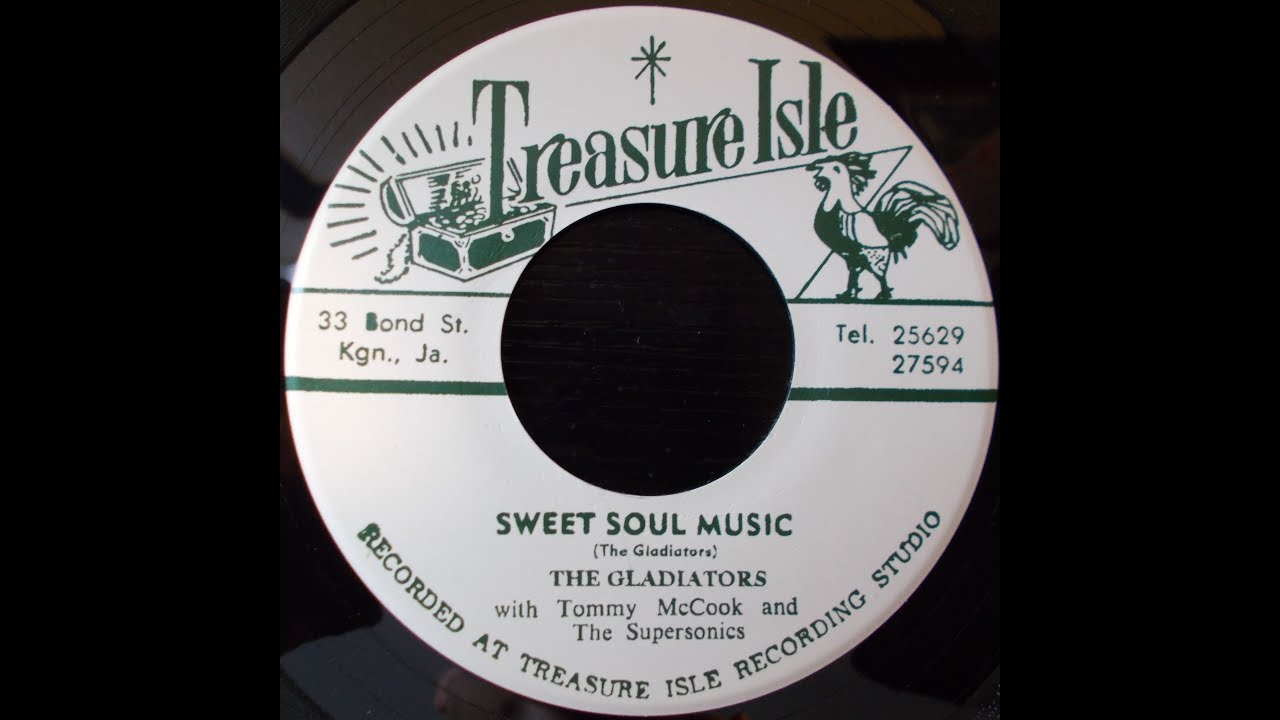 Treasure Isle
33 Bond St.
Kgn., Ja.
Tel. 25629
27594
SWEET SOUL MUSIC
(The Gladiators)
THE GLADIATORS
with Tommy McCook and
The Supersonics
RECORDED AT TREASURE ISLE RECORDING STUDIO